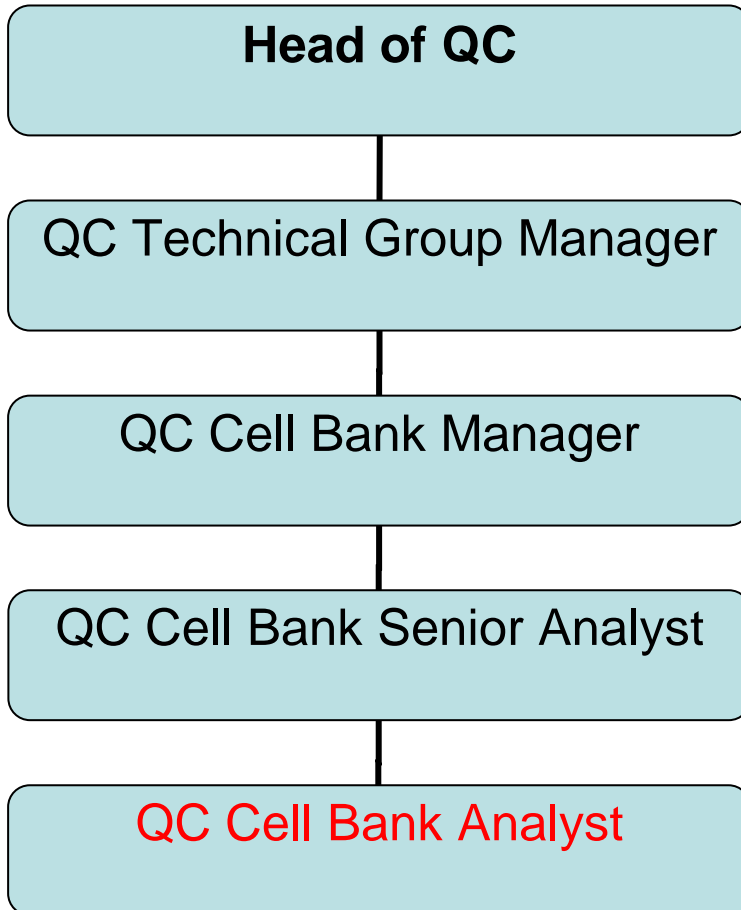 Head of QC
QC Technical Group Manager
QC Cell Bank Manager
QC Cell Bank Senior Analyst
QC Cell Bank Analyst